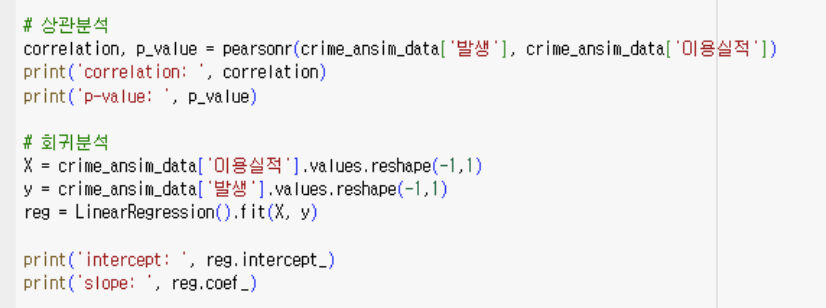 # 상관분석
correlation, p_value = pearsonr(crime_ansim_data['발생'], crime_ansim_data['이용실적'])
print('correlation: ', correlation)
print('p-value: ', p_value)
# 회귀분석
X = crime_ansim_data['이용실적'].values.reshape(-1,1)
y = crime_ansim_data['발생'].values.reshape(-1,1)
reg = LinearRegression().fit(X, y)
print('intercept: ', reg.intercept_)
print('slope: ', reg.coef_)